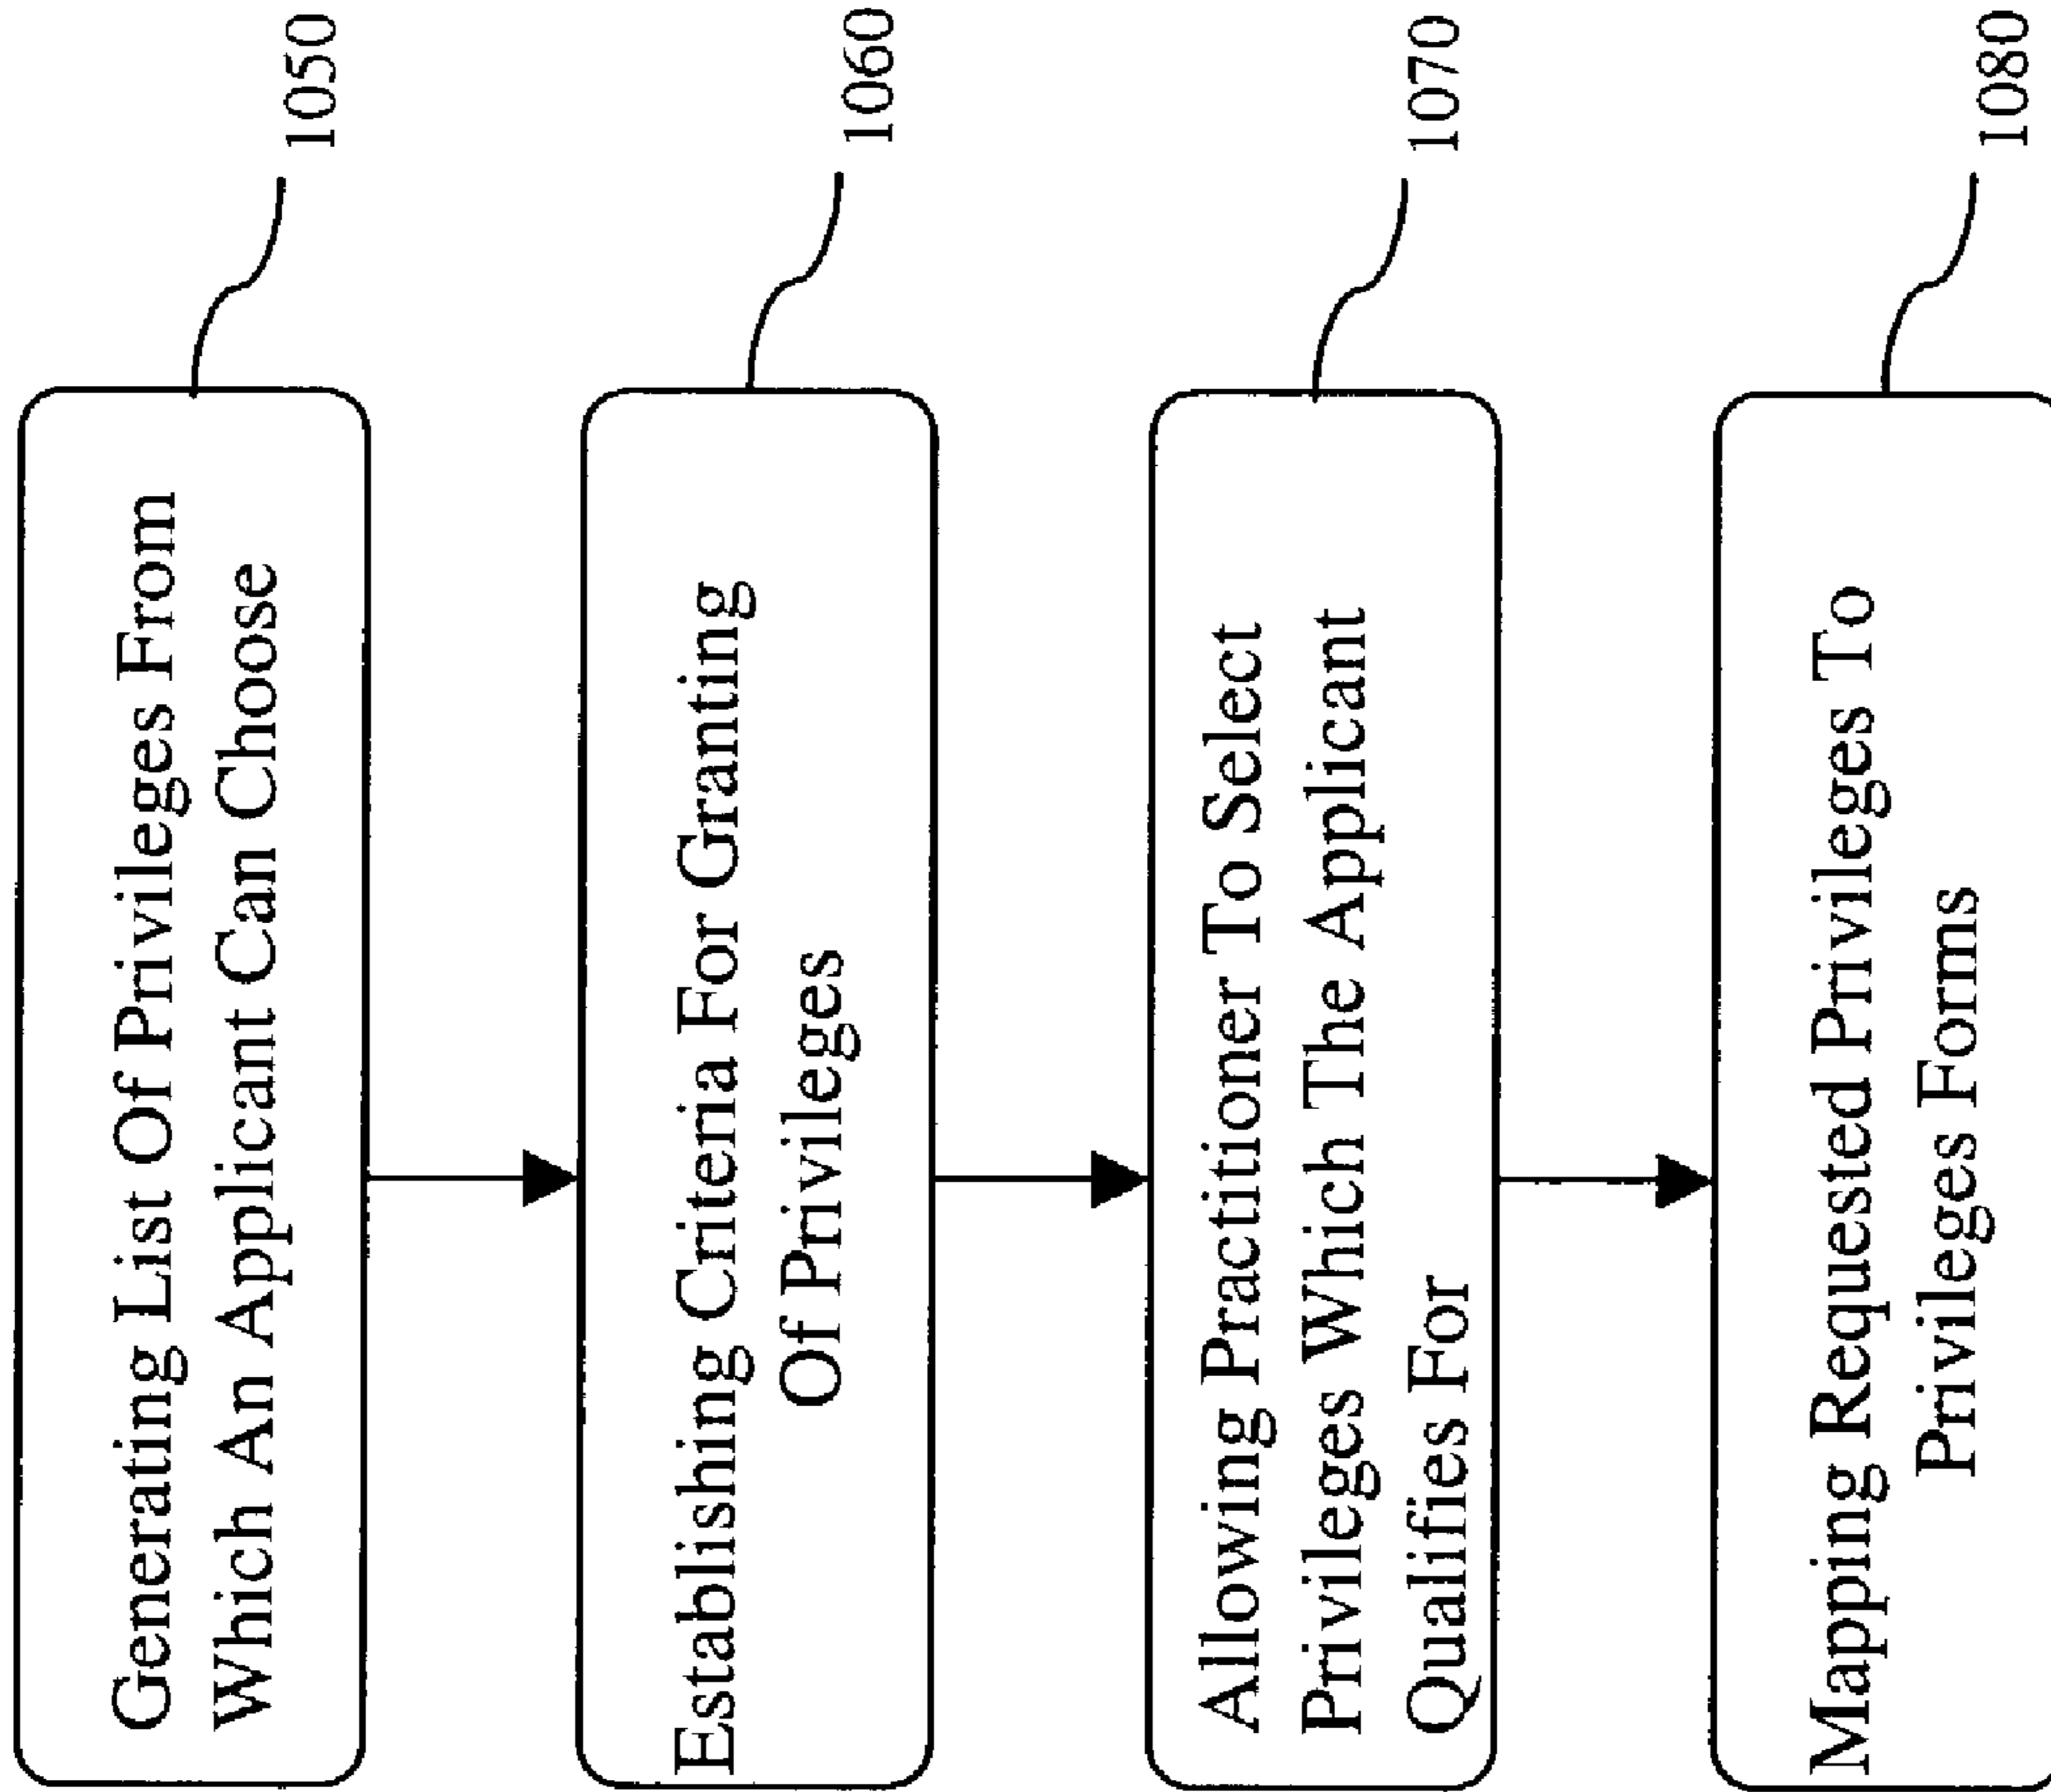 Generating List Of Privileges From
Which An Applicant Can Choose
1050
Establishing Criteria For Granting
Of Privileges
1060
Allowing Practitioner To Select
Privileges Which The Applicant
Qualifies For
1070
Mapping Requested Privileges To
Privileges Forms
1080